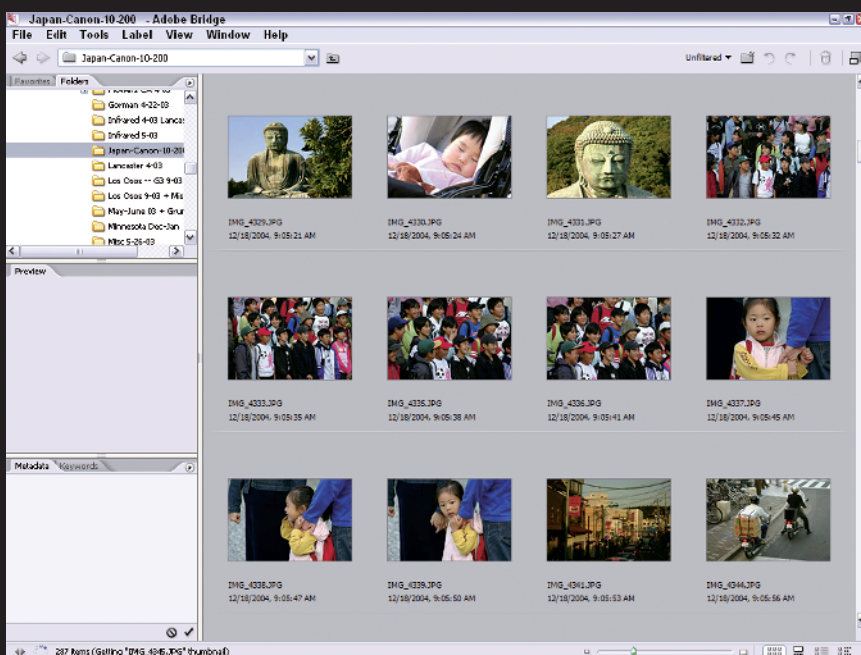 Japan-Canon-10-200 - Adobe Bridge
File Edit Tools Label View Window Help
Japan-Canon-10-200
Unfiltered
Favorites Folders
Gorman 4-22-03
Infrared 4-03 Lancas
Infrared 5-03
Japan-Canon-10-200
Lancaster 4-03
Los Osos -- G3 9-03
Los Osos 9-03 + Mis
May-June 03 + Grun
Minnesota Dec-Jan
Misc 5-26-03
Preview
Metadata Keywords
IMG_4329.JPG
12/18/2004, 9:05:21 AM
IMG_4330.JPG
12/18/2004, 9:05:24 AM
IMG_4331.JPG
12/18/2004, 9:05:27 AM
IMG_4332.JPG
12/18/2004, 9:05:32 AM
IMG_4333.JPG
12/18/2004, 9:05:35 AM
IMG_4335.JPG
12/18/2004, 9:05:38 AM
IMG_4336.JPG
12/18/2004, 9:05:41 AM
IMG_4337.JPG
12/18/2004, 9:05:45 AM
IMG_4338.JPG
12/18/2004, 9:05:47 AM
IMG_4339.JPG
12/18/2004, 9:05:50 AM
IMG_4341.JPG
12/18/2004, 9:05:53 AM
IMG_4344.JPG
12/18/2004, 9:05:56 AM
287 items (Getting "IMG_4345.JPG" thumbnail)